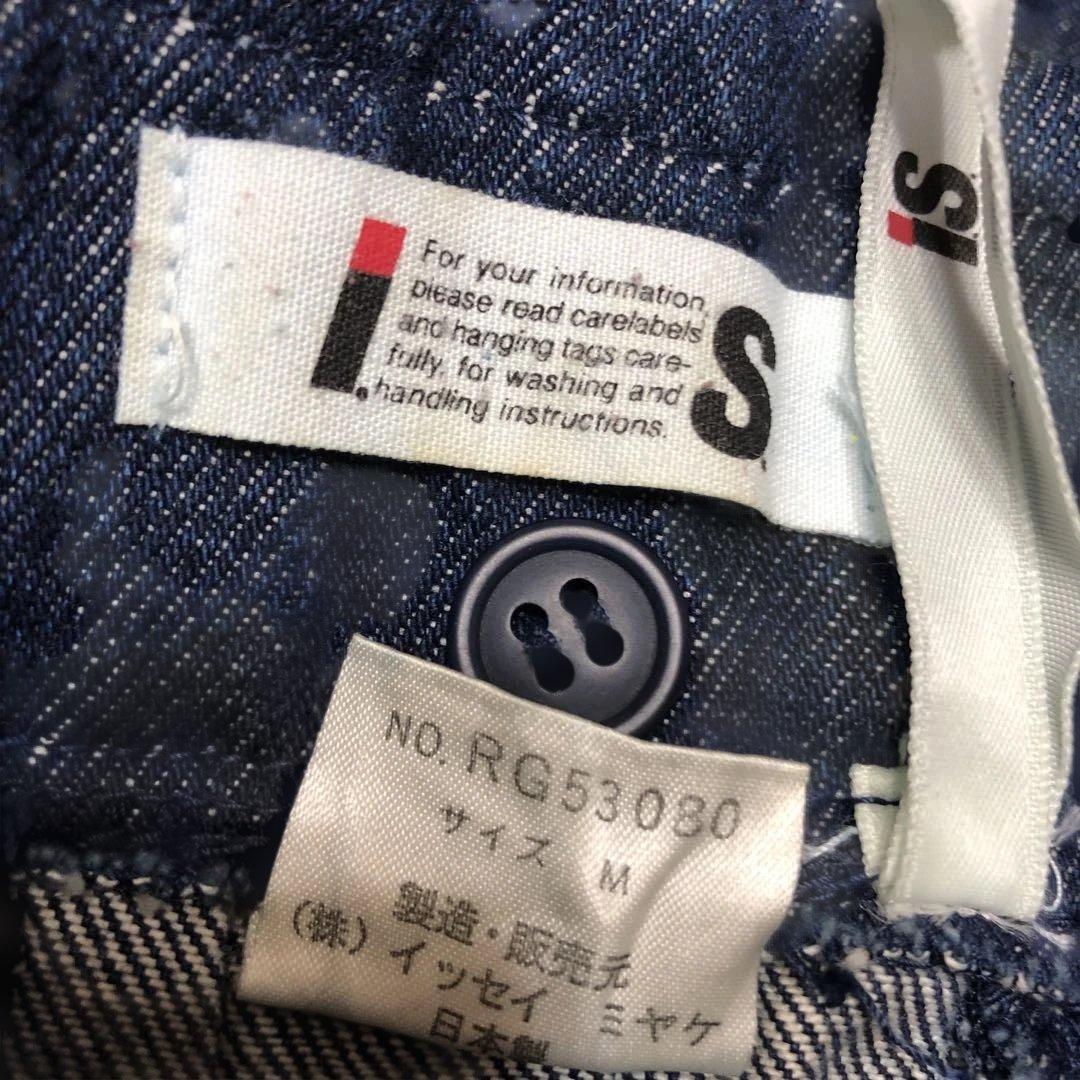 i.S.
For your information,
please read carelabels
and hanging tags care-
fully, for washing and
handling instructions.
i.S.
NO. RG53080
サイズ M
製造・販売元
(株)イッセイ ミヤケ
日本製